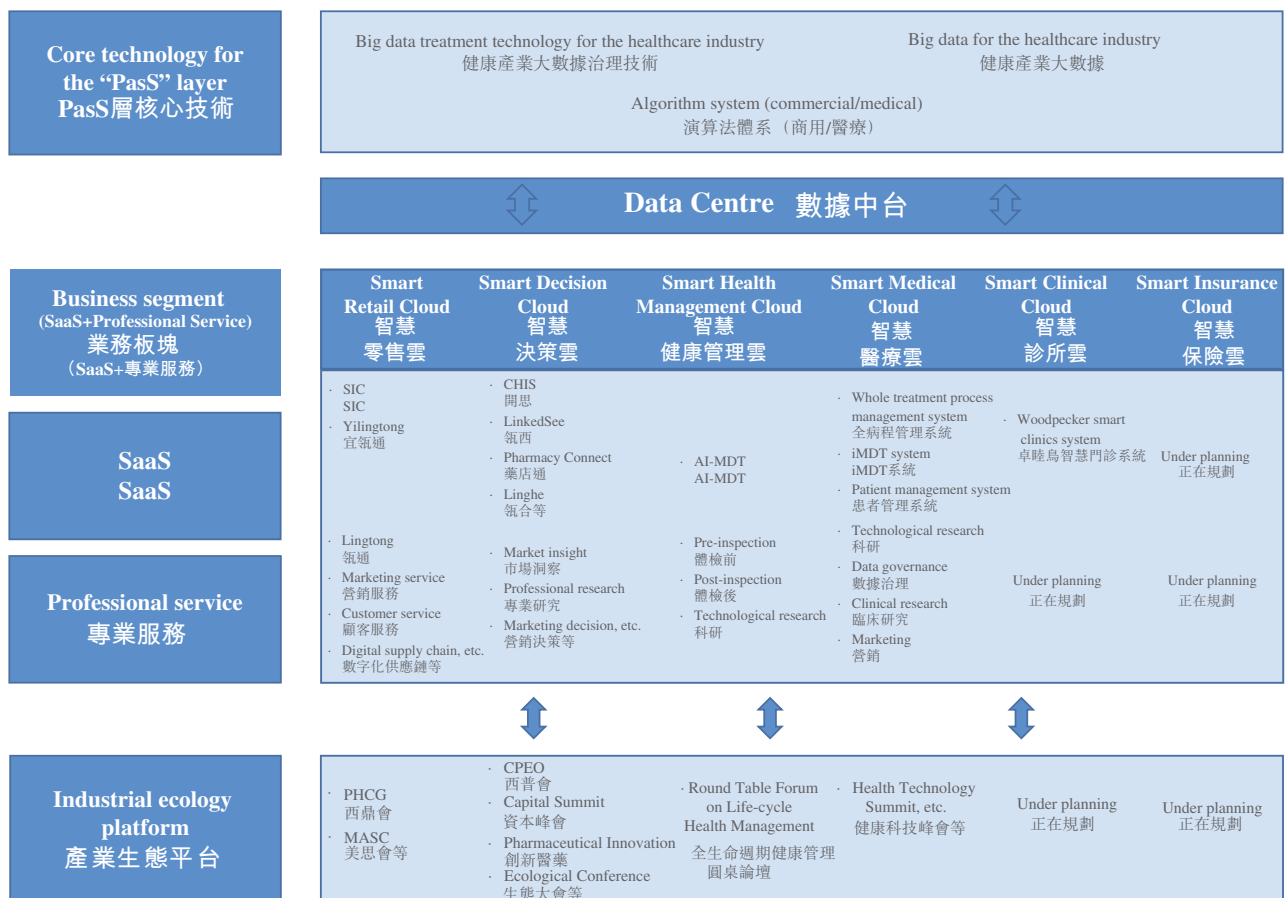 Core technology for
the “PasS” layer
PasS層核心技術
Big data treatment technology for the healthcare industry
健康產業大數據治理技術
Big data for the healthcare industry
健康產業大數據
Algorithm system (commercial/medical)
演算法體系（商用/醫療）
Data Centre 數據中台
Business segment
(SaaS+Professional Service)
業務板塊
（SaaS+專業服務）
Smart
Retail Cloud
智慧
零售雲
Smart Decision
Cloud
智慧
決策雲
Smart Health
Management Cloud
智慧
健康管理雲
Smart Medical
Cloud
智慧
醫療雲
Smart Clinical
Cloud
智慧
診所雲
Smart Insurance
Cloud
智慧
保險雲
SaaS
SaaS
· SIC
SIC
· Yilingtong
宜瓴通
· CHIS
開思
· LinkedSee
瓴西
· Pharmacy Connect
藥店通
· Linghe
瓴合等
· AI-MDT
AI-MDT
· Whole treatment process
management system
全病程管理系統
· iMDT system
iMDT系統
· Patient management system
患者管理系統
· Woodpecker smart
clinics system
卓睦鳥智慧門診系統
Under planning
正在規劃
Professional service
專業服務
· Lingtong
瓴通
· Marketing service
營銷服務
· Customer service
顧客服務
· Digital supply chain, etc.
數字化供應鏈等
· Market insight
市場洞察
· Professional research
專業研究
· Marketing decision, etc.
營銷決策等
· Pre-inspection
體檢前
· Post-inspection
體檢後
· Technological research
科研
· Technological research
科研
· Data governance
數據治理
· Clinical research
臨床研究
· Marketing
營銷
Under planning
正在規劃
Under planning
正在規劃
Industrial ecology
platform
產業生態平台
· PHCG
西鼎會
· MASC
美思會等
· CPEO
西普會
· Capital Summit
資本峰會
· Pharmaceutical Innovation
創新醫藥
· Ecological Conference
生態大會等
· Round Table Forum
on Life-cycle
Health Management
全生命週期健康管理
圓桌論壇
· Health Technology
Summit, etc.
健康科技峰會等
Under planning
正在規劃
Under planning
正在規劃